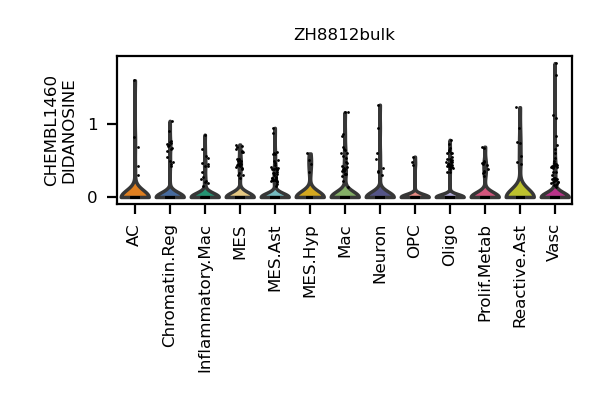 ZH8812bulk
CHEMBL1460
DIDANOSINE
1
0
AC
Chromatin.Reg
Inflammatory.Mac
MES
MES.Ast
MES.Hyp
Mac
Neuron
OPC
Oligo
Prolif.Metab
Reactive.Ast
Vasc